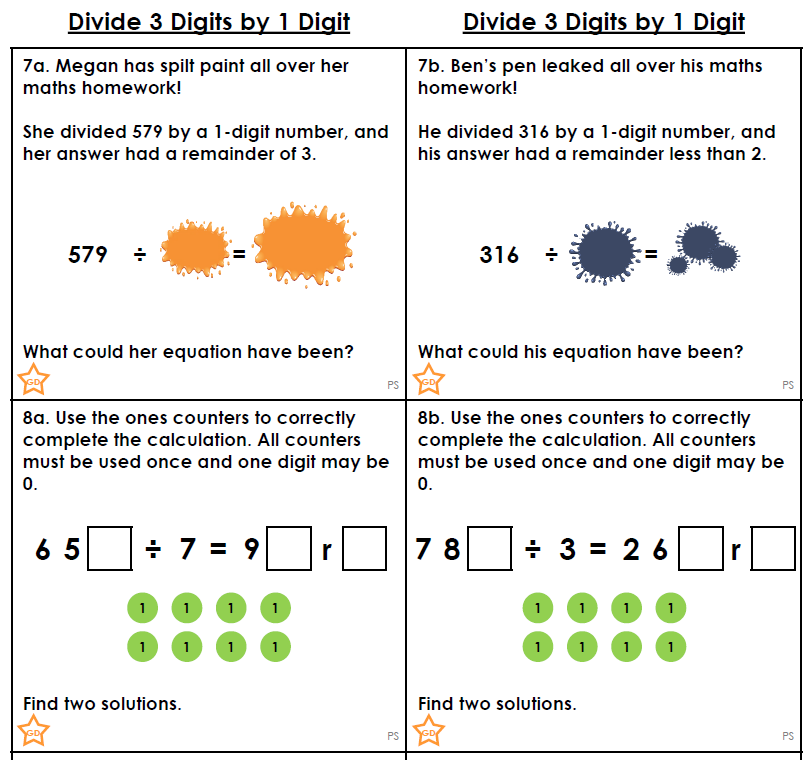 Divide 3 Digits by 1 Digit
Divide 3 Digits by 1 Digit
7a. Megan has spilt paint all over her
maths homework!
She divided 579 by a 1-digit number, and
her answer had a remainder of 3.
579 ÷ =
What could her equation have been?
GD
PS
7b. Ben’s pen leaked all over his maths
homework!
He divided 316 by a 1-digit number, and
his answer had a remainder less than 2.
316 ÷ =
What could his equation have been?
GD
PS
8a. Use the ones counters to correctly
complete the calculation. All counters
must be used once and one digit may be
0.
6 5 ÷ 7 = 9 r
1 1 1 1
1 1 1 1
Find two solutions.
GD
PS
8b. Use the ones counters to correctly
complete the calculation. All counters
must be used once and one digit may be
0.
7 8 ÷ 3 = 2 6 r
1 1 1 1
1 1 1 1
Find two solutions.
GD
PS